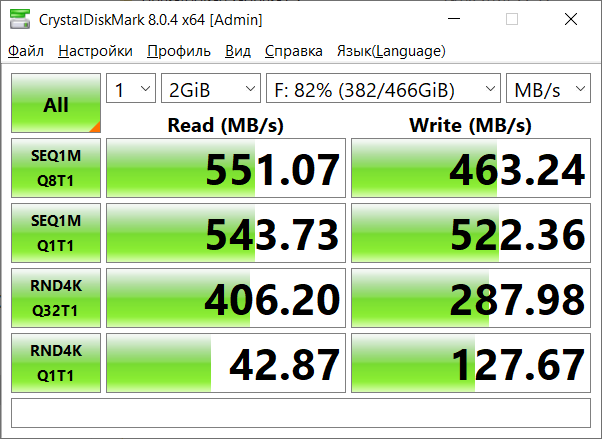 CrystalDiskMark 8.0.4 x64 [Admin]
Файл Настройки Профиль Вид Справка Язык(Language)
All 1 2GiB F: 82% (382/466GiB) MB/s
Read (MB/s) Write (MB/s)
SEQ1M
Q8T1 551.07 463.24
SEQ1M
Q1T1 543.73 522.36
RND4K
Q32T1 406.20 287.98
RND4K
Q1T1 42.87 127.67